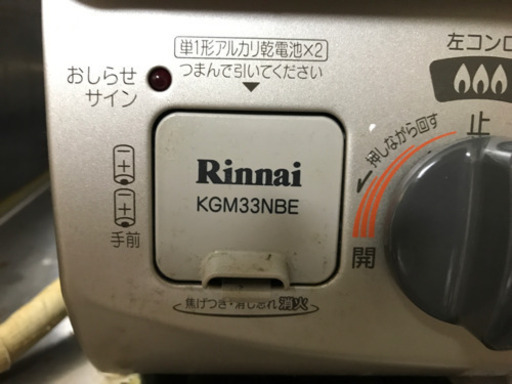 単1形アルカリ乾電池×2
つまんで引いてください
おしらせ
サイン
手前
Rinnai
KGM33NBE
焦げつき・消し忘れ消火
左コンロ
止
押しながら回す
開